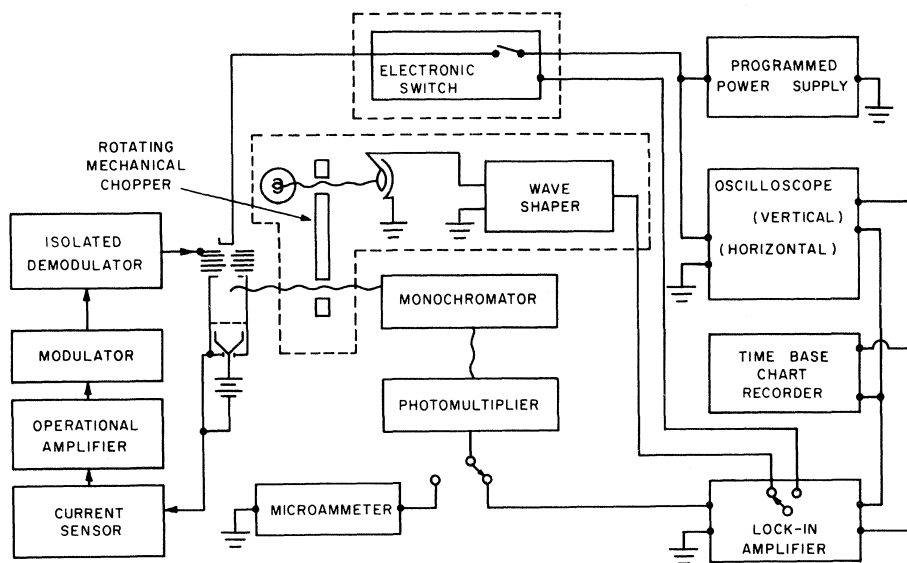 ELECTRONIC
SWITCH
PROGRAMMED
POWER SUPPLY
ROTATING
MECHANICAL
CHOPPER
WAVE
SHAPER
OSCILLOSCOPE
(VERTICAL)
(HORIZONTAL)
ISOLATED
DEMODULATOR
MONOCHROMATOR
MODULATOR
TIME BASE
CHART
RECORDER
PHOTOMULTIPLIER
OPERATIONAL
AMPLIFIER
CURRENT
SENSOR
MICROAMMETER
LOCK-IN
AMPLIFIER